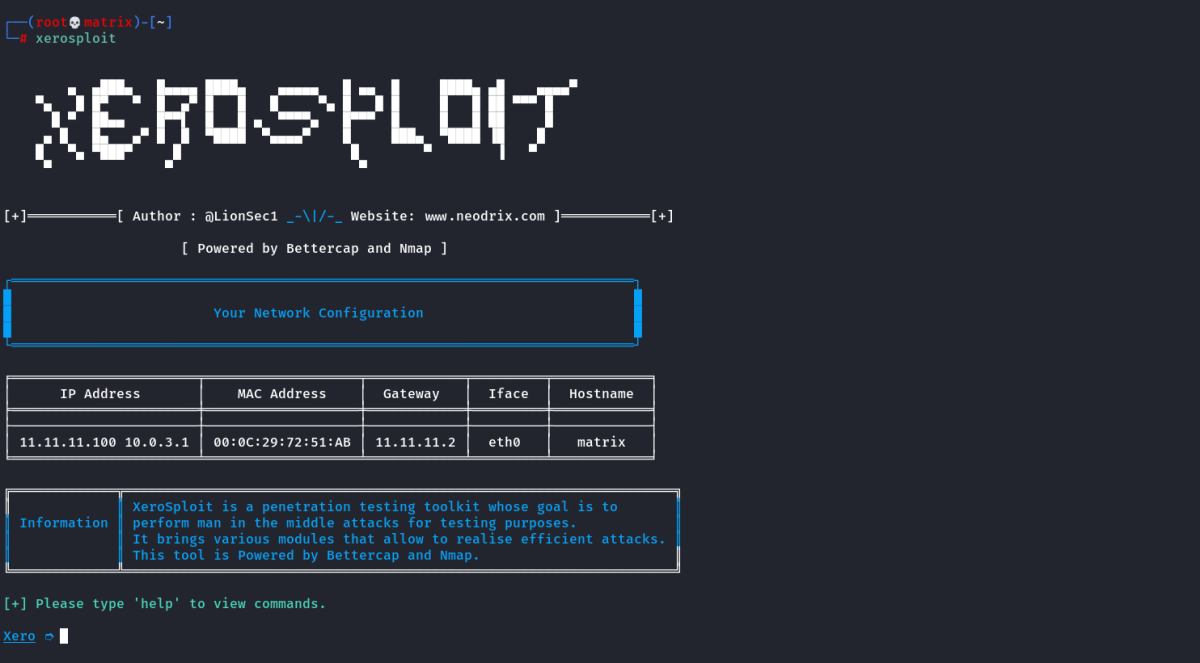 (root💀matrix)-[~]
# xerosploit
XEROSPLOIT
[+]═══════════[ Author : @LionSec1 _-\|/-_ Website: www.neodrix.com ]═══════════[+]
[ Powered by Bettercap and Nmap ]
Your Network Configuration
IP Address MAC Address Gateway Iface Hostname
11.11.11.100 10.0.3.1 00:0C:29:72:51:AB 11.11.11.2 eth0 matrix
XeroSploit is a penetration testing toolkit whose goal is to
Information perform man in the middle attacks for testing purposes.
It brings various modules that allow to realise efficient attacks.
This tool is Powered by Bettercap and Nmap.
[+] Please type 'help' to view commands.
Xero ➮